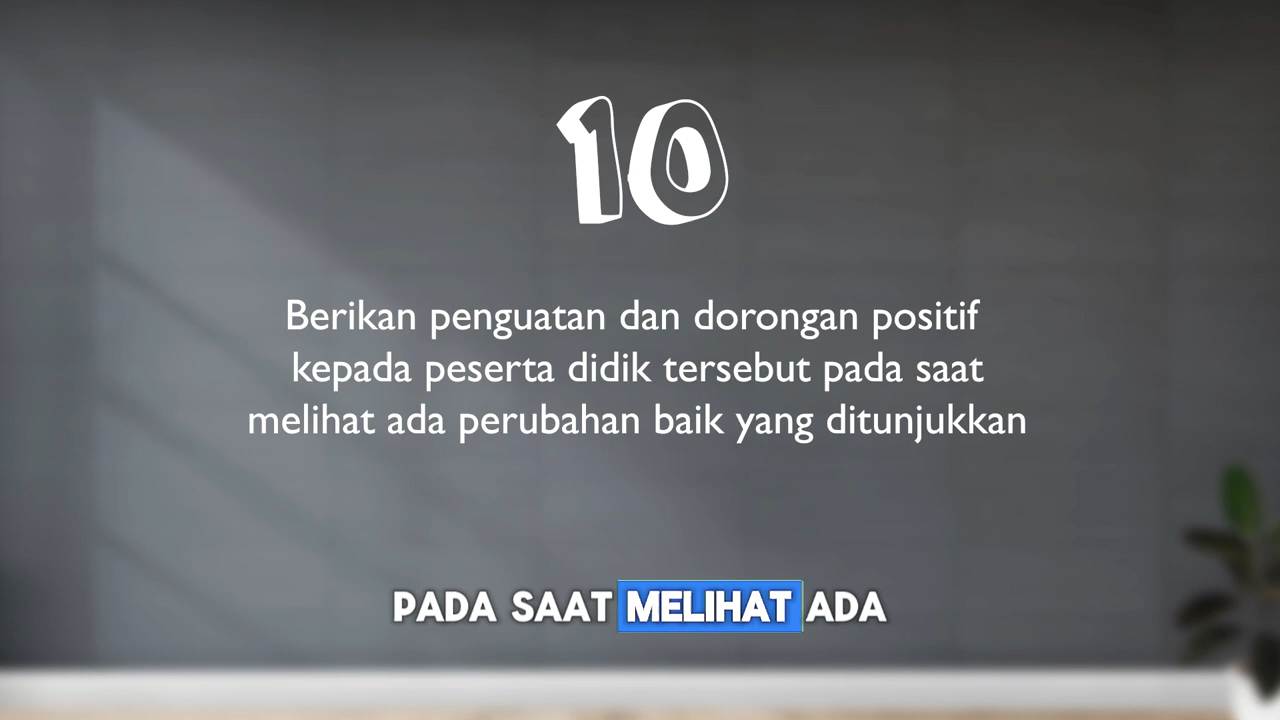 10
Berikan penguatan dan dorongan positif
kepada peserta didik tersebut pada saat
melihat ada perubahan baik yang ditunjukkan
PADA SAAT MELIHAT ADA